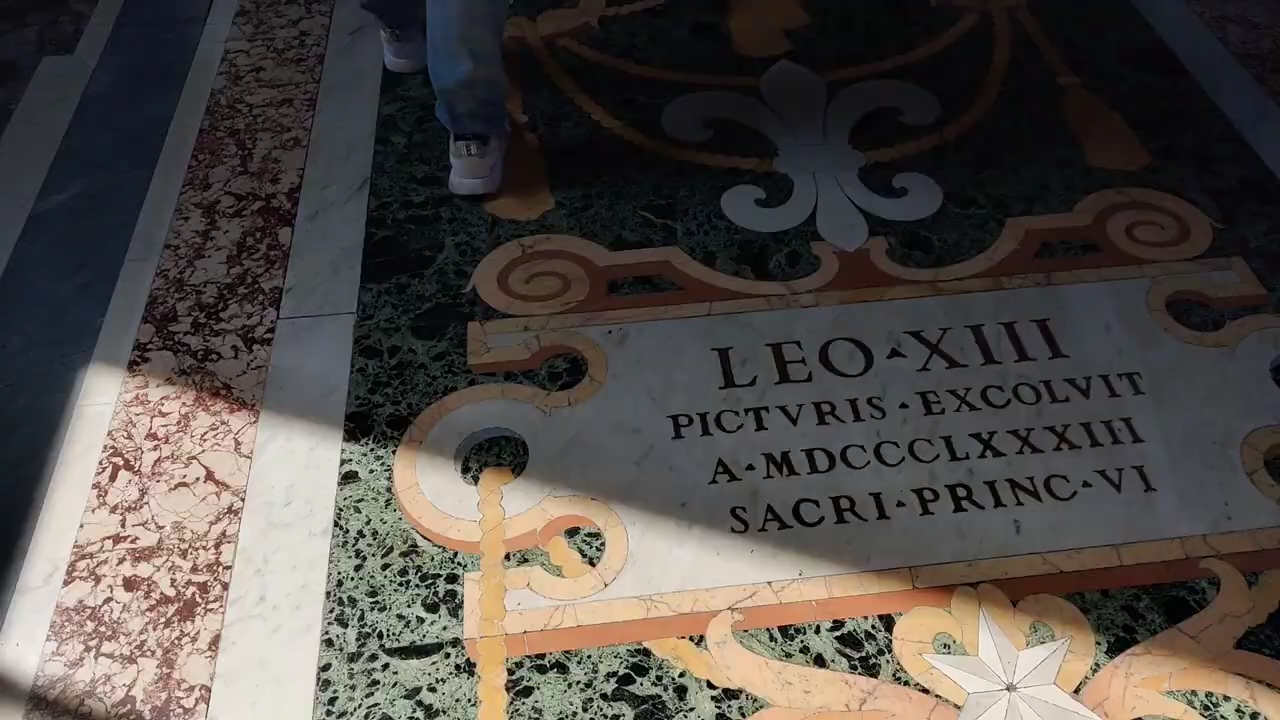 LEO ▴ XIII
PICTVRIS ▴ EXCOLVIT
A ▴ MDCCCLXXXIII
SACRI ▴ PRINC ▴ VI